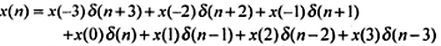 x(n) = x(−3) δ(n+3) + x(−2) δ(n+2) + x(−1) δ(n+1)
+x(0) δ(n) + x(1) δ(n−1) + x(2) δ(n−2) + x(3) δ(n−3)